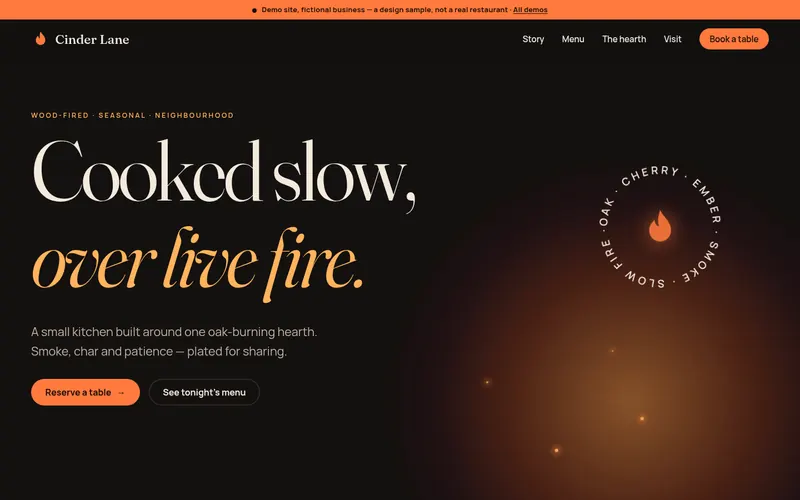 Demo site, fictional business — a design sample, not a real restaurant · All demos
Cinder Lane
Story
Menu
The hearth
Visit
Book a table
WOOD-FIRED · SEASONAL · NEIGHBOURHOOD
Cooked slow,
over live fire.
OAK · CHERRY · EMBER · SMOKE · SLOW FIRE ·
A small kitchen built around one oak-burning hearth.
Smoke, char and patience — plated for sharing.
Reserve a table →
See tonight's menu